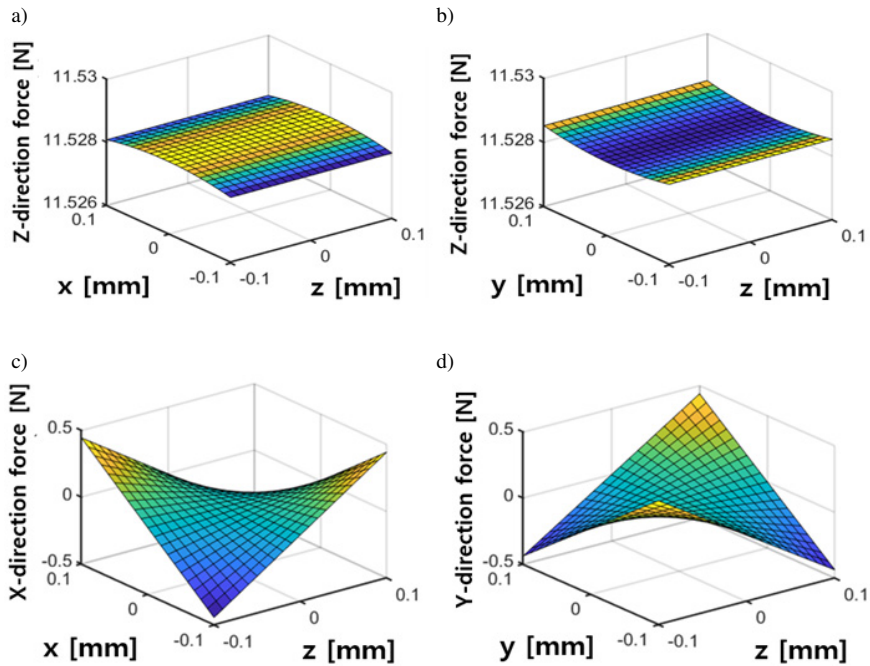 a)
Z-direction force [N]
11.53
11.528
11.526
0.1
0
-0.1
x [mm]
-0.1
0
0.1
z [mm]
b)
Z-direction force [N]
11.53
11.528
11.526
0.1
0
-0.1
y [mm]
-0.1
0
0.1
z [mm]
c)
X-direction force [N]
0.5
0
-0.5
0.1
0
-0.1
x [mm]
-0.1
0
0.1
z [mm]
d)
Y-direction force [N]
0.5
0
-0.5
0.1
0
-0.1
y [mm]
-0.1
0
0.1
z [mm]